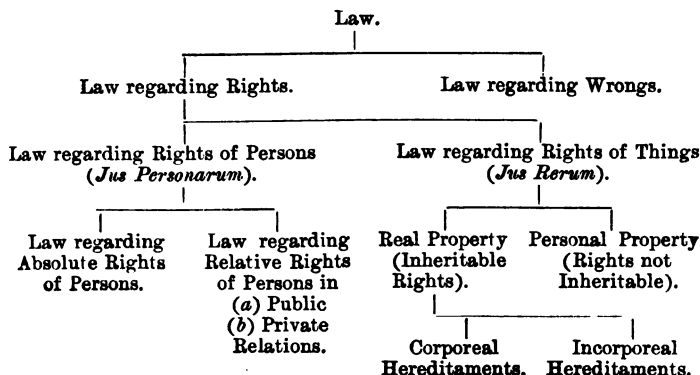 Law.
Law regarding Rights.
Law regarding Wrongs.
Law regarding Rights of Persons
(Jus Personarum).
Law regarding Rights of Things
(Jus Rerum).
Law regarding
Absolute Rights
of Persons.
Law regarding
Relative Rights
of Persons in
(a) Public
(b) Private
Relations.
Real Property
(Inheritable
Rights).
Personal Property
(Rights not
Inheritable).
Corporeal
Hereditaments.
Incorporeal
Hereditaments.